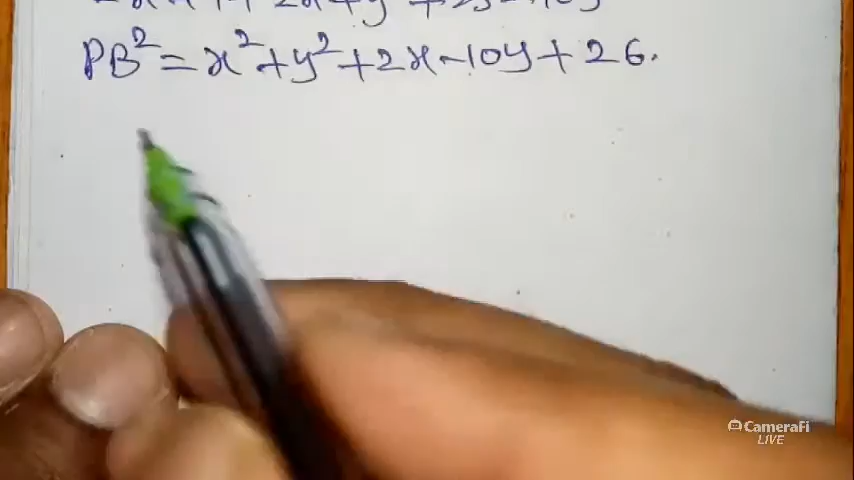 PB² = x² + y² + 2x - 10y + 26.
CameraFi
LIVE